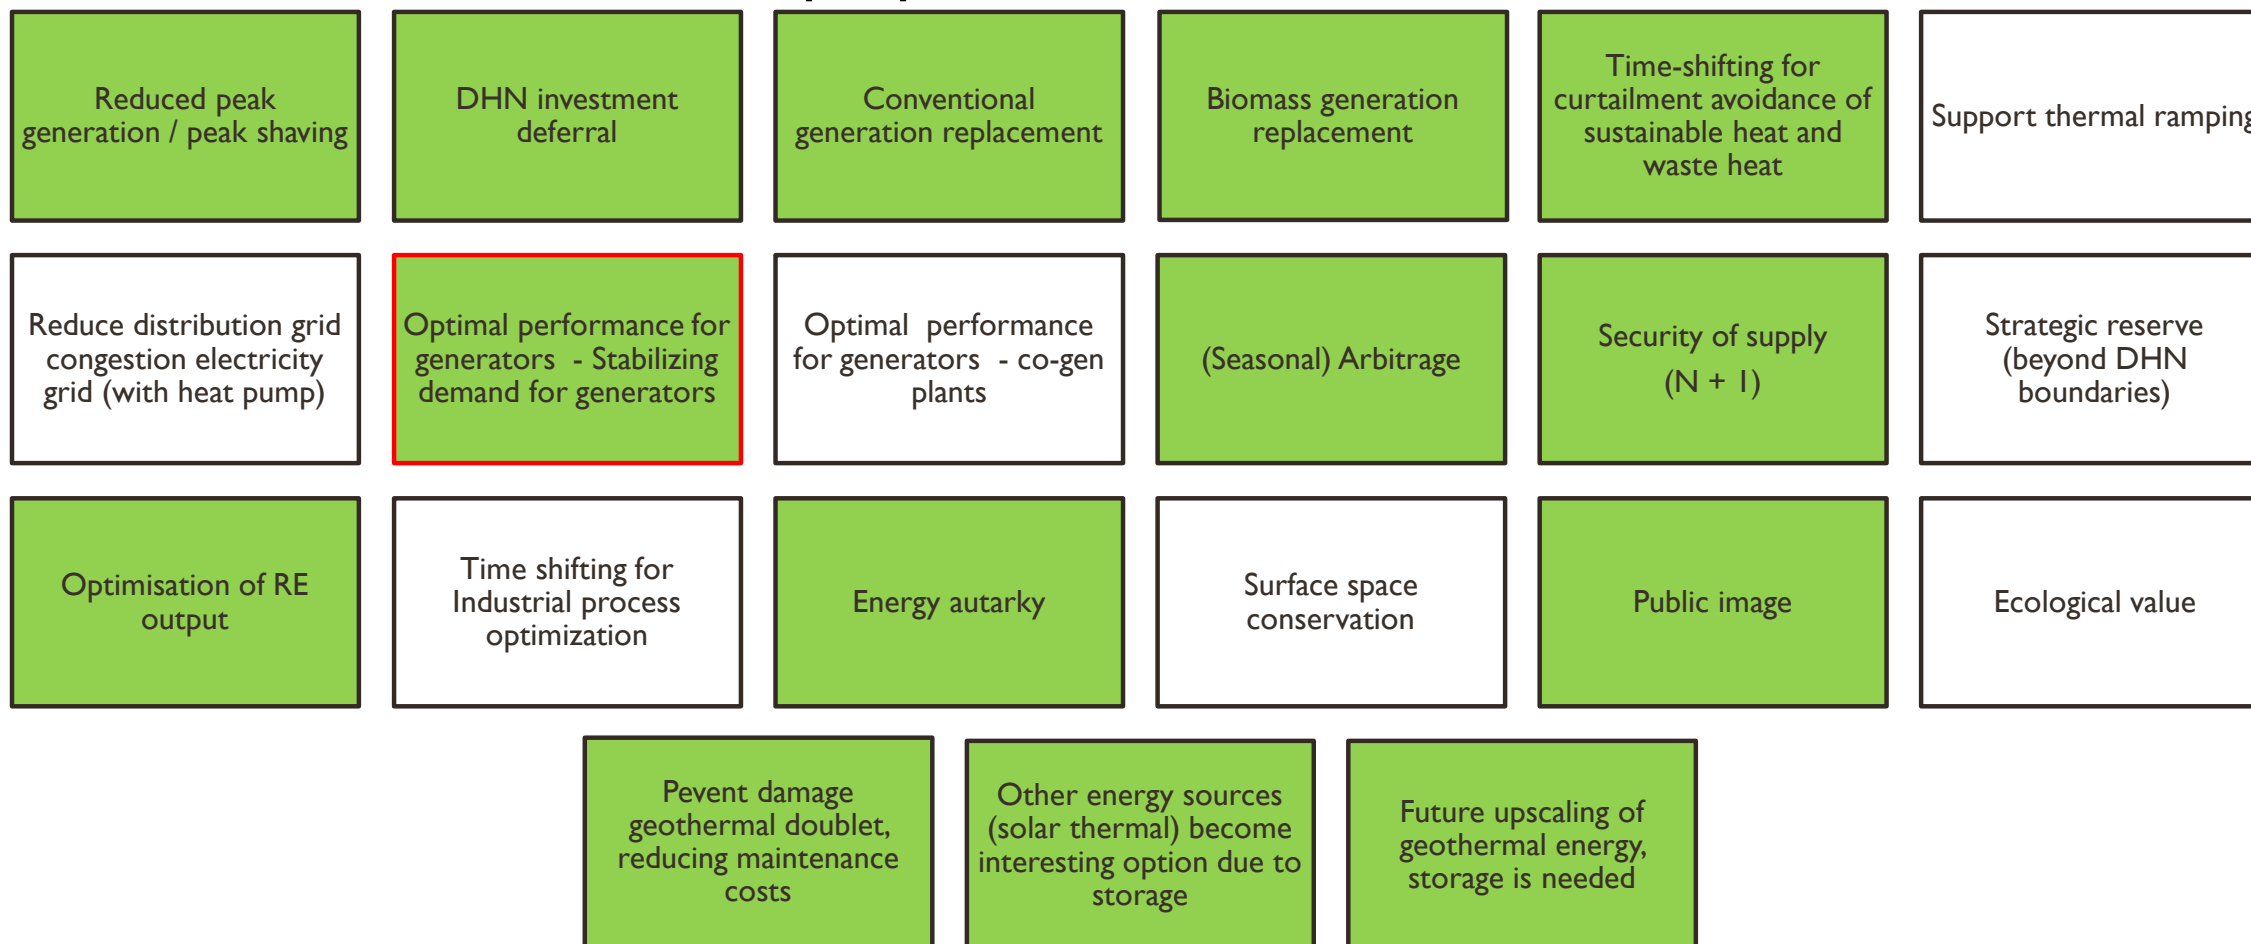 Reduced peak
generation / peak shaving
DHN investment
deferral
Conventional
generation replacement
Biomass generation
replacement
Time-shifting for
curtailment avoidance of
sustainable heat and
waste heat
Support thermal ramping
Reduce distribution grid
congestion electricity
grid (with heat pump)
Optimal performance for
generators - Stabilizing
demand for generators
Optimal performance
for generators - co-gen
plants
(Seasonal) Arbitrage
Security of supply
(N + 1)
Strategic reserve
(beyond DHN
boundaries)
Optimisation of RE
output
Time shifting for
Industrial process
optimization
Energy autarky
Surface space
conservation
Public image
Ecological value
Pevent damage
geothermal doublet,
reducing maintenance
costs
Other energy sources
(solar thermal) become
interesting option due to
storage
Future upscaling of
geothermal energy,
storage is needed